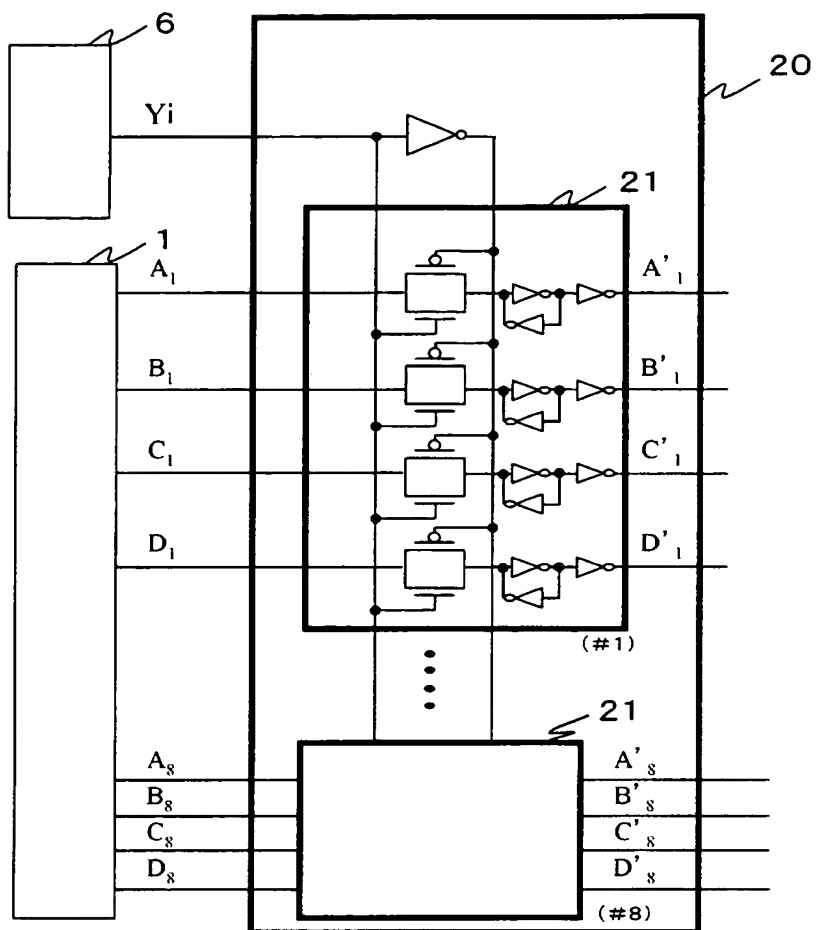 6
20
Yi
21
1
A₁ A'₁
B₁ B'₁
C₁ C'₁
D₁ D'₁
(#1)
21
A₈ A'₈
B₈ B'₈
C₈ C'₈
D₈ D'₈
(#8)